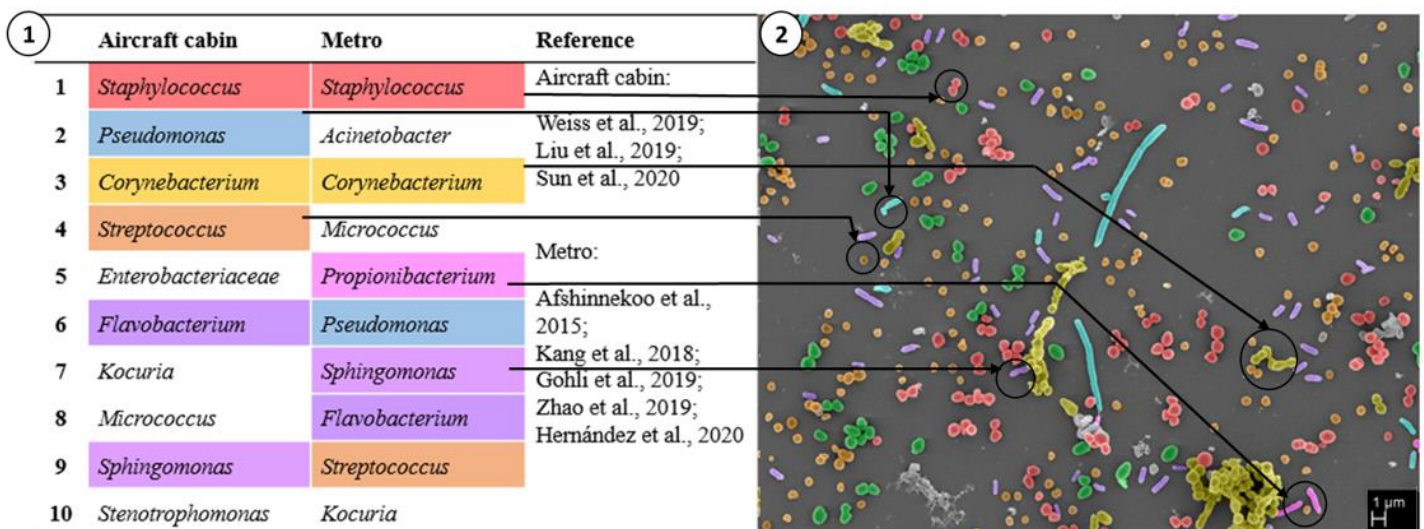 1
Aircraft cabin Metro Reference
1 Staphylococcus Staphylococcus Aircraft cabin:
2 Pseudomonas Acinetobacter Weiss et al., 2019;
Liu et al., 2019;
3 Corynebacterium Corynebacterium Sun et al., 2020
4 Streptococcus Micrococcus
Metro:
5 Enterobacteriaceae Propionibacterium
Afshinnekoo et al.,
6 Flavobacterium Pseudomonas 2015;
Kang et al., 2018;
7 Kocuria Sphingomonas Gohli et al., 2019;
8 Micrococcus Flavobacterium Zhao et al., 2019;
Hernández et al., 2020
9 Sphingomonas Streptococcus
10 Stenotrophomonas Kocuria
2
1 µm